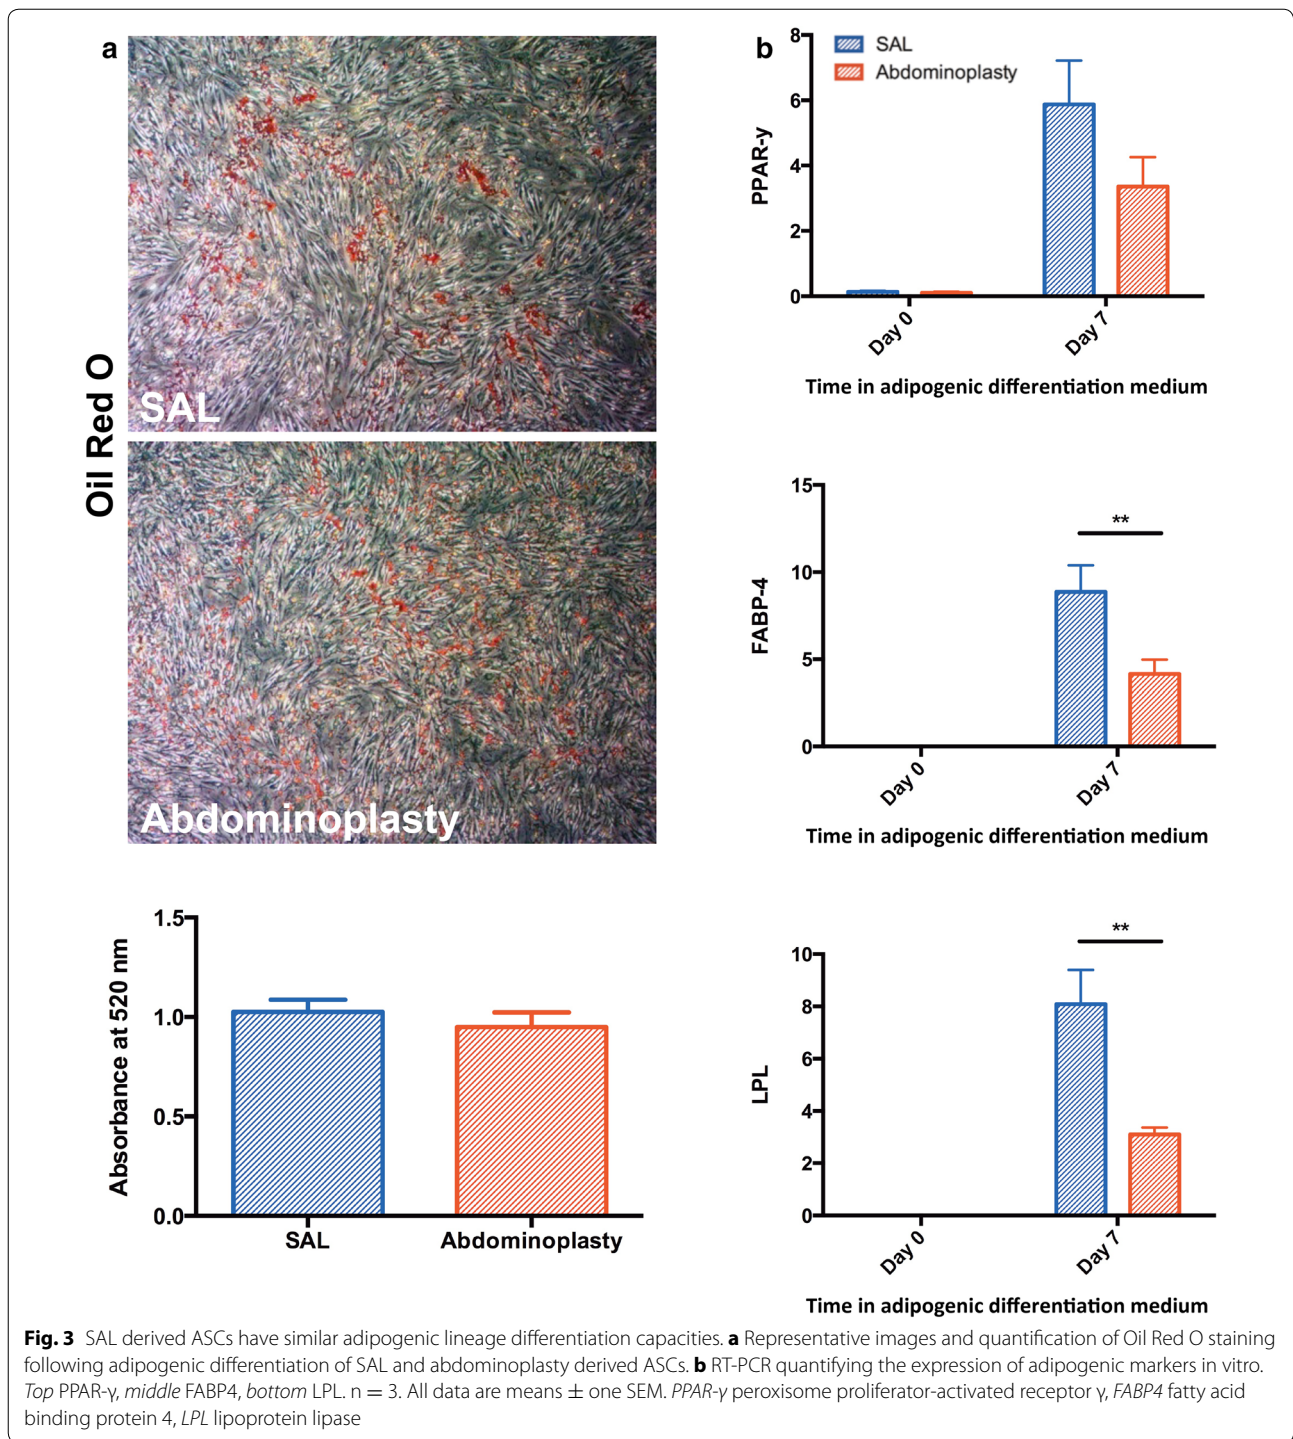 a
Oil Red O
SAL
Abdominoplasty
1.5
1.0
0.5
0.0
Absorbance at 520 nm
SAL
Abdominoplasty
b
SAL
Abdominoplasty
8
6
4
2
0
PPAR-y
Day 0
Day 7
Time in adipogenic differentiation medium
15
10
5
0
FABP-4
**
Day 0
Day 7
Time in adipogenic differentiation medium
10
8
6
4
2
0
LPL
**
Day 0
Day 7
Time in adipogenic differentiation medium
Fig. 3 SAL derived ASCs have similar adipogenic lineage differentiation capacities. a Representative images and quantification of Oil Red O staining
following adipogenic differentiation of SAL and abdominoplasty derived ASCs. b RT-PCR quantifying the expression of adipogenic markers in vitro.
Top PPAR-γ, middle FABP4, bottom LPL. n = 3. All data are means ± one SEM. PPAR-γ peroxisome proliferator-activated receptor γ, FABP4 fatty acid
binding protein 4, LPL lipoprotein lipase